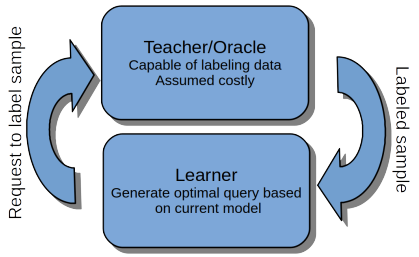 Teacher/Oracle
Capable of labeling data
Assumed costly
Request to label sample
Labeled sample
Learner
Generate optimal query based
on current model